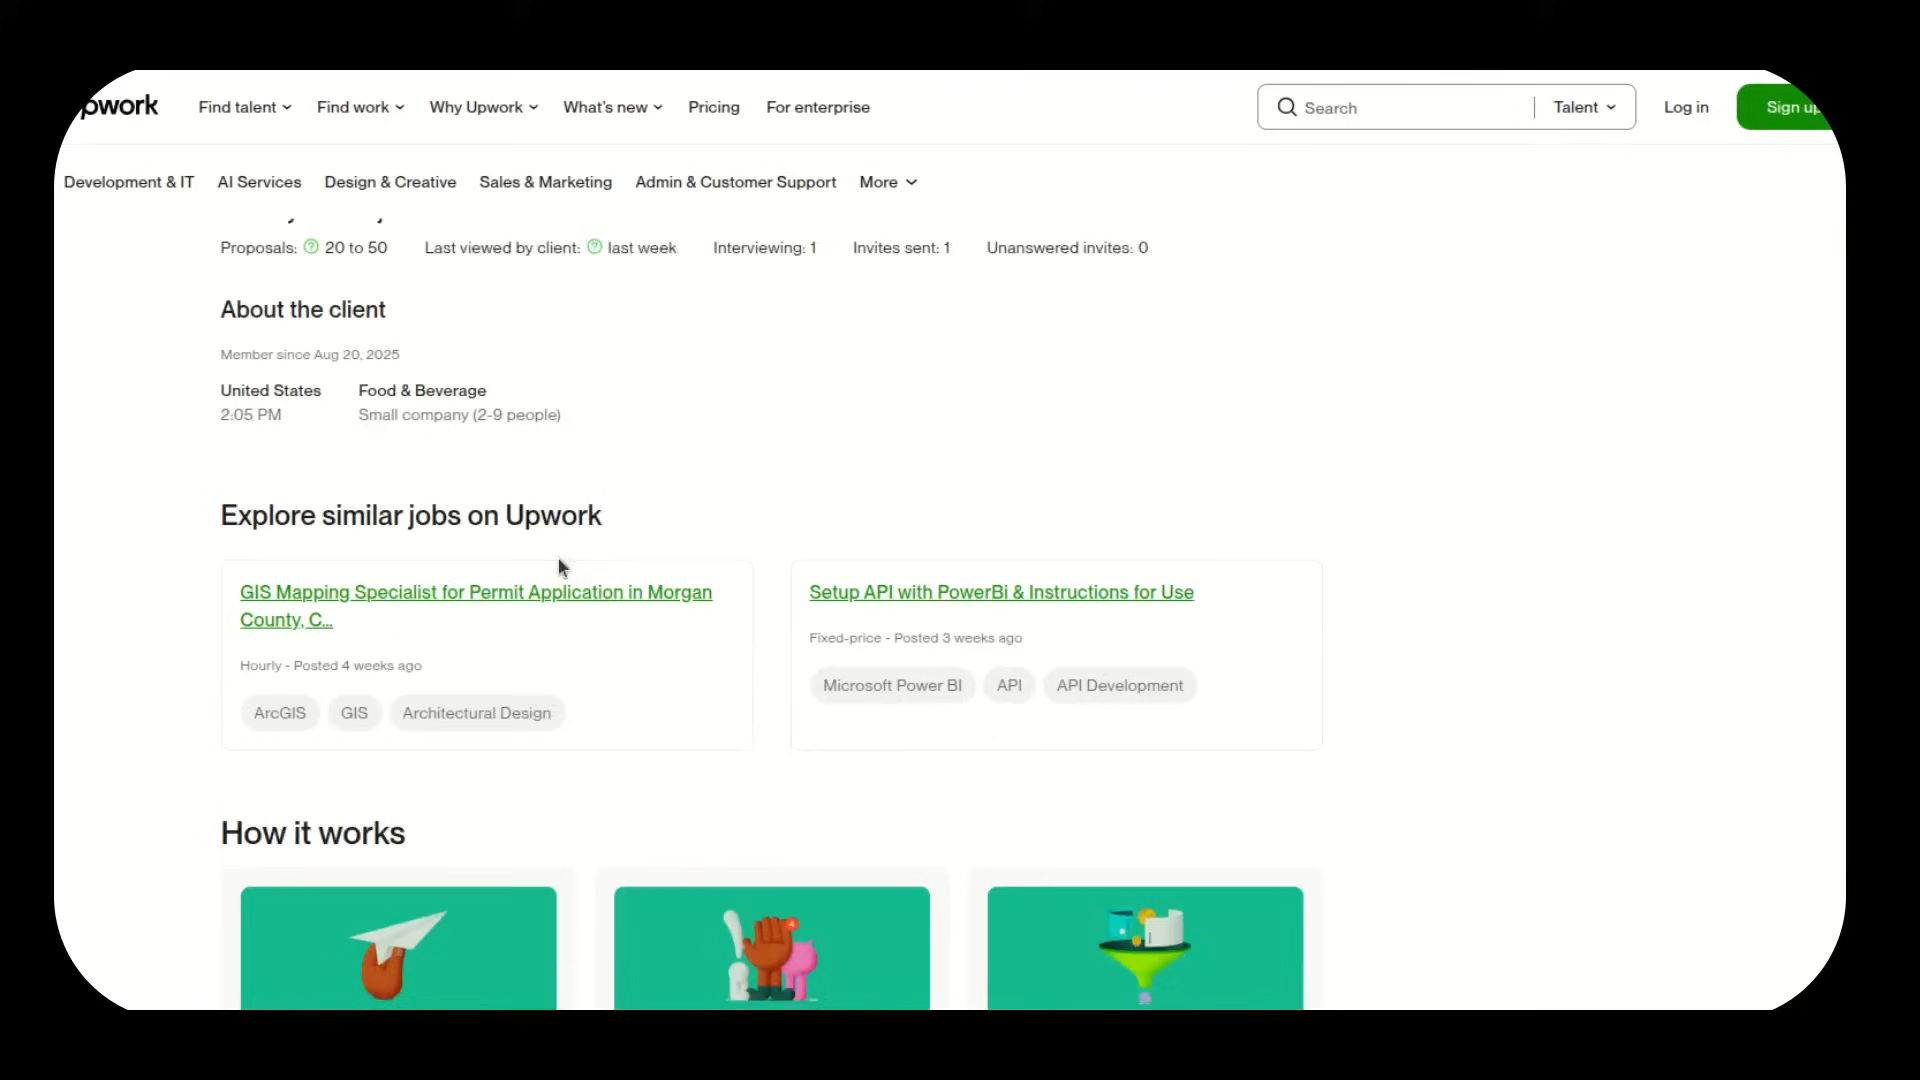 pwork Find talent Find work Why Upwork What's new Pricing For enterprise Search Talent Log in Sign up
Development & IT AI Services Design & Creative Sales & Marketing Admin & Customer Support More
Proposals: 20 to 50 Last viewed by client: last week Interviewing: 1 Invites sent: 1 Unanswered invites: 0
About the client
Member since Aug 20, 2025
United States Food & Beverage
2:05 PM Small company (2-9 people)
Explore similar jobs on Upwork
GIS Mapping Specialist for Permit Application in Morgan
County, C...
Hourly - Posted 4 weeks ago
ArcGIS GIS Architectural Design
Setup API with PowerBi & Instructions for Use
Fixed-price - Posted 3 weeks ago
Microsoft Power BI API API Development
How it works